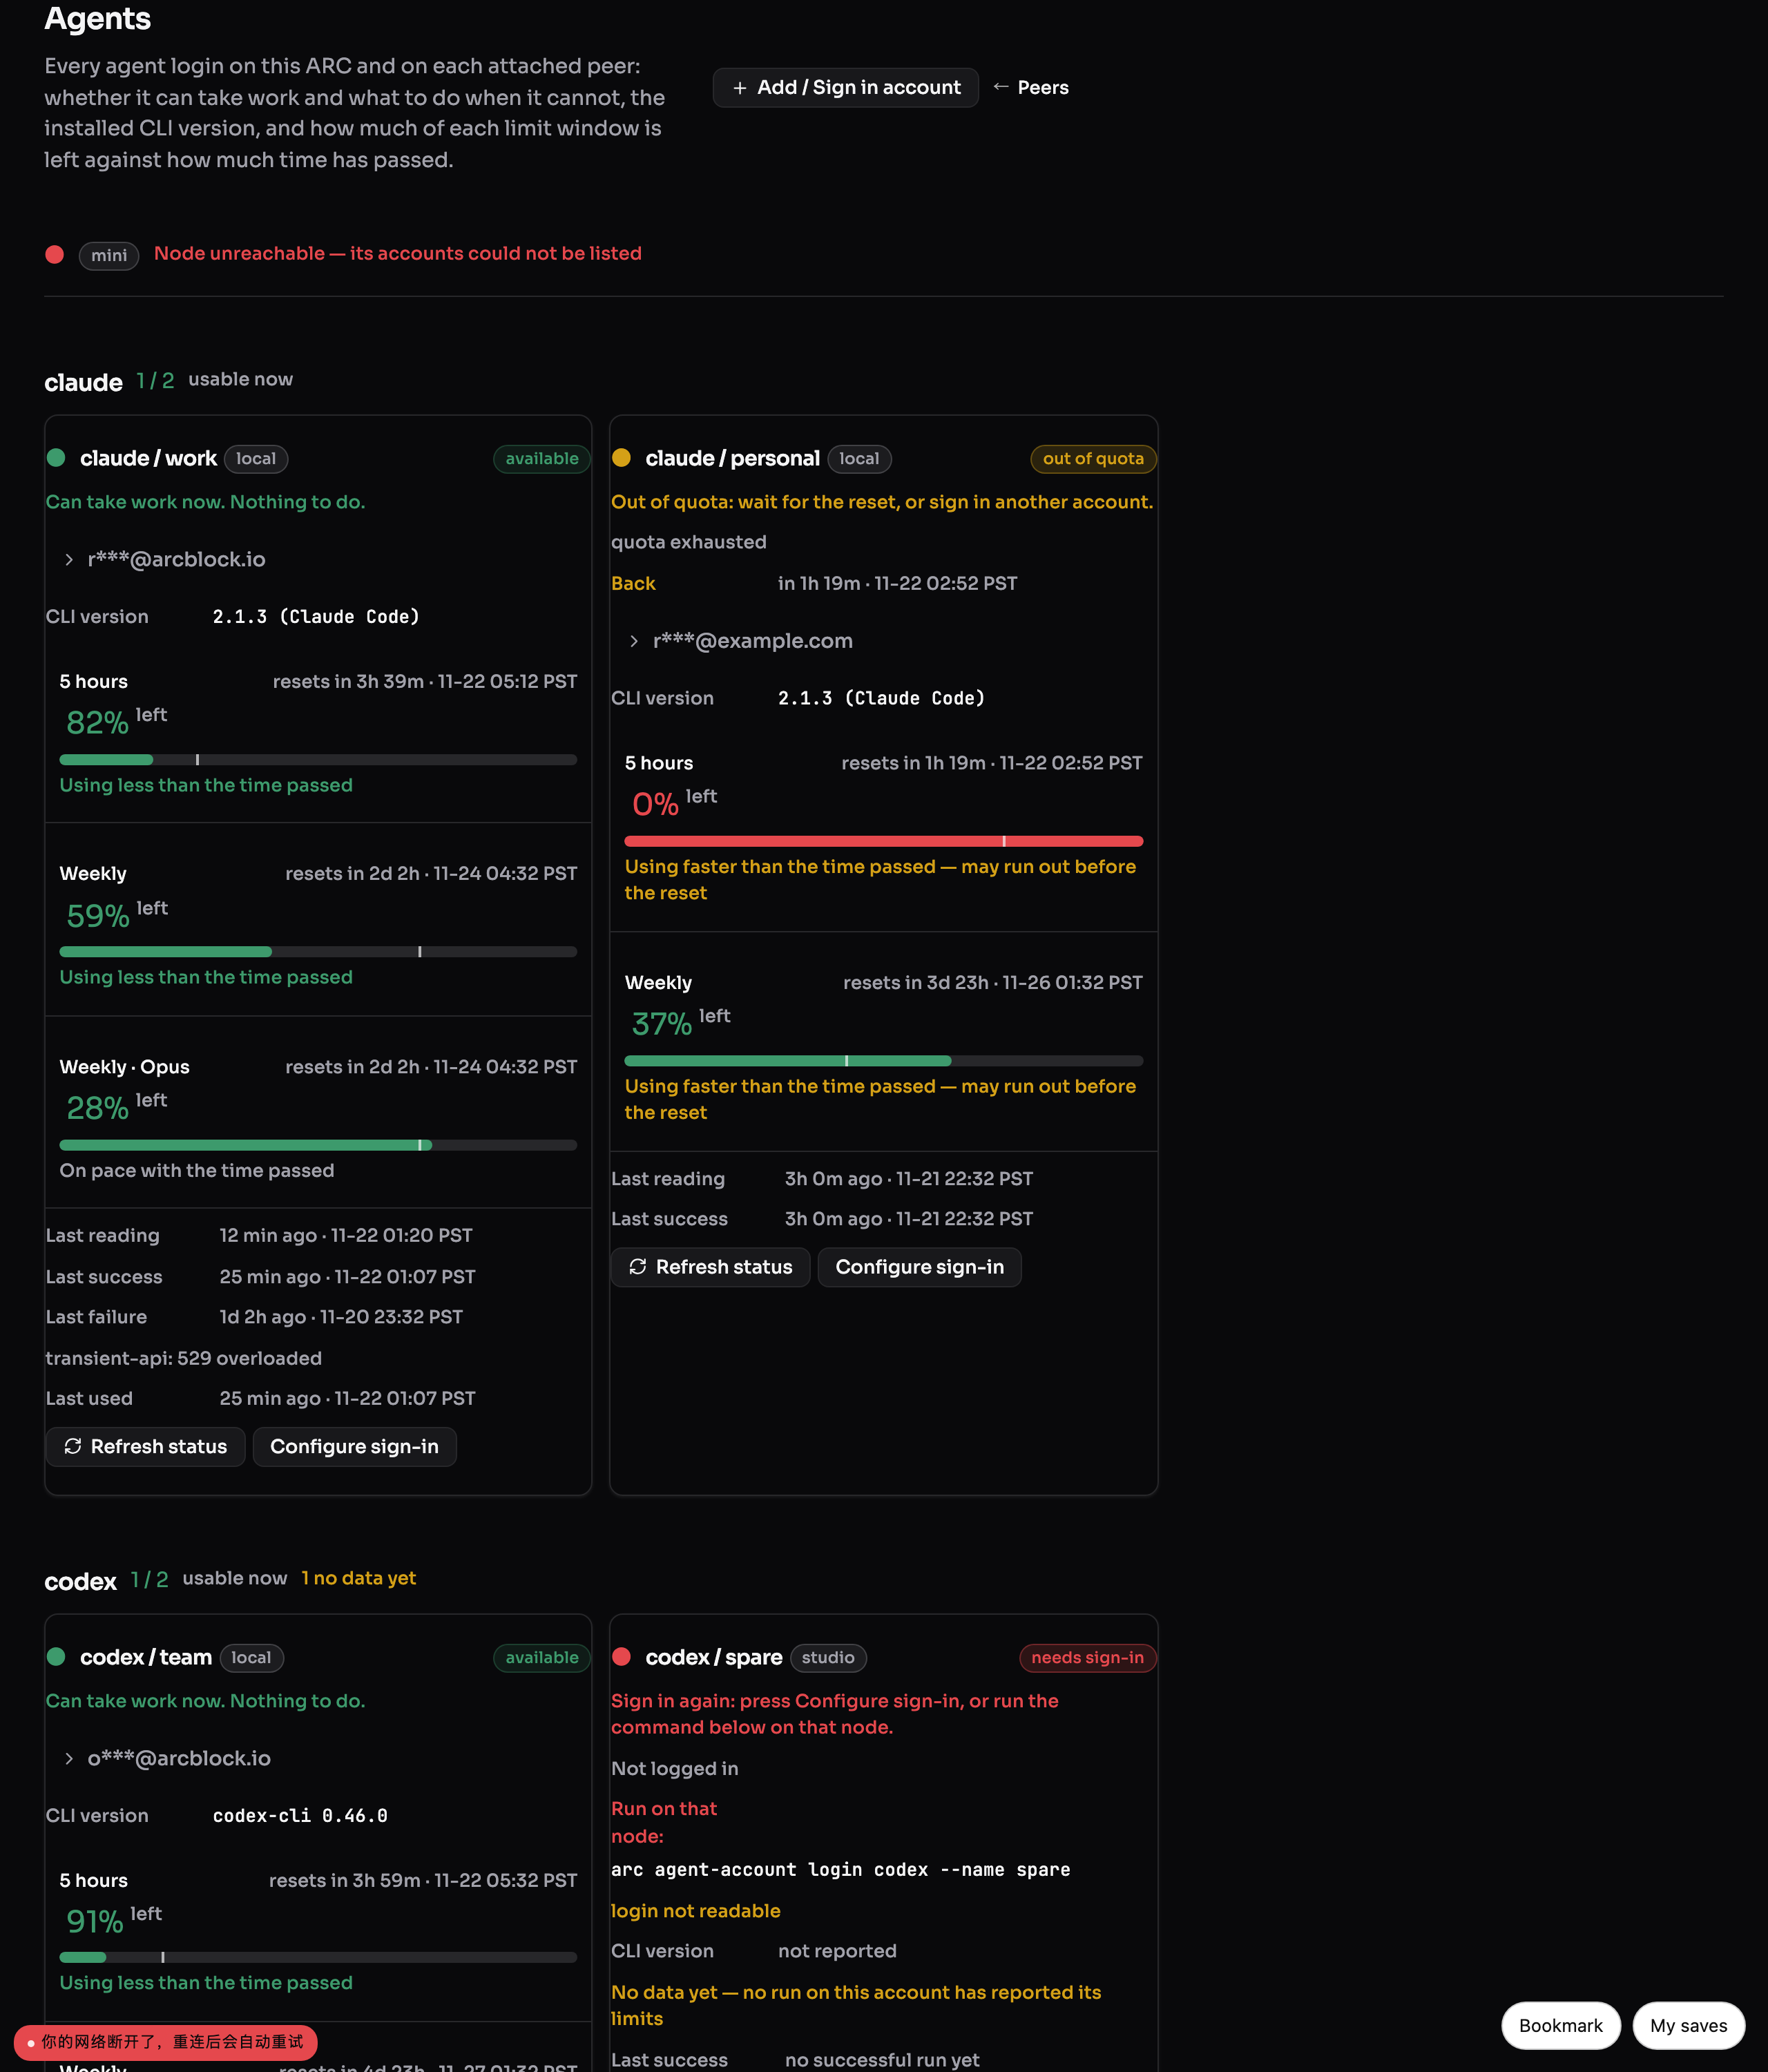 Agents
Every agent login on this ARC and on each attached peer:
whether it can take work and what to do when it cannot, the
installed CLI version, and how much of each limit window is
left against how much time has passed.
+ Add / Sign in account ← Peers
mini Node unreachable — its accounts could not be listed
claude 1 / 2 usable now
claude / work local available
Can take work now. Nothing to do.
r***@arcblock.io
CLI version 2.1.3 (Claude Code)
5 hours resets in 3h 39m · 11-22 05:12 PST
82% left
Using less than the time passed
Weekly resets in 2d 2h · 11-24 04:32 PST
59% left
Using less than the time passed
Weekly · Opus resets in 2d 2h · 11-24 04:32 PST
28% left
On pace with the time passed
Last reading 12 min ago · 11-22 01:20 PST
Last success 25 min ago · 11-22 01:07 PST
Last failure 1d 2h ago · 11-20 23:32 PST
transient-api: 529 overloaded
Last used 25 min ago · 11-22 01:07 PST
Refresh status Configure sign-in
claude / personal local out of quota
Out of quota: wait for the reset, or sign in another account.
quota exhausted
Back in 1h 19m · 11-22 02:52 PST
r***@example.com
CLI version 2.1.3 (Claude Code)
5 hours resets in 1h 19m · 11-22 02:52 PST
0% left
Using faster than the time passed — may run out before
the reset
Weekly resets in 3d 23h · 11-26 01:32 PST
37% left
Using faster than the time passed — may run out before
the reset
Last reading 3h 0m ago · 11-21 22:32 PST
Last success 3h 0m ago · 11-21 22:32 PST
Refresh status Configure sign-in
codex 1 / 2 usable now 1 no data yet
codex / team local available
Can take work now. Nothing to do.
o***@arcblock.io
CLI version codex-cli 0.46.0
5 hours resets in 3h 59m · 11-22 05:32 PST
91% left
Using less than the time passed
Weekly resets in 4d 23h · 11-27 01:32 PST
codex / spare studio needs sign-in
Sign in again: press Configure sign-in, or run the
command below on that node.
Not logged in
Run on that
node:
arc agent-account login codex --name spare
login not readable
CLI version not reported
No data yet — no run on this account has reported its
limits
Last success no successful run yet
你的网络断开了，重连后会自动重试
Bookmark My saves